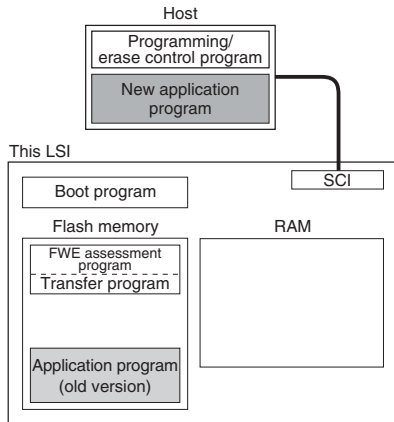 Host
Programming/
erase control program
New application
program
This LSI
SCI
Boot program
Flash memory
RAM
FWE assessment
program
Transfer program
Application program
(old version)